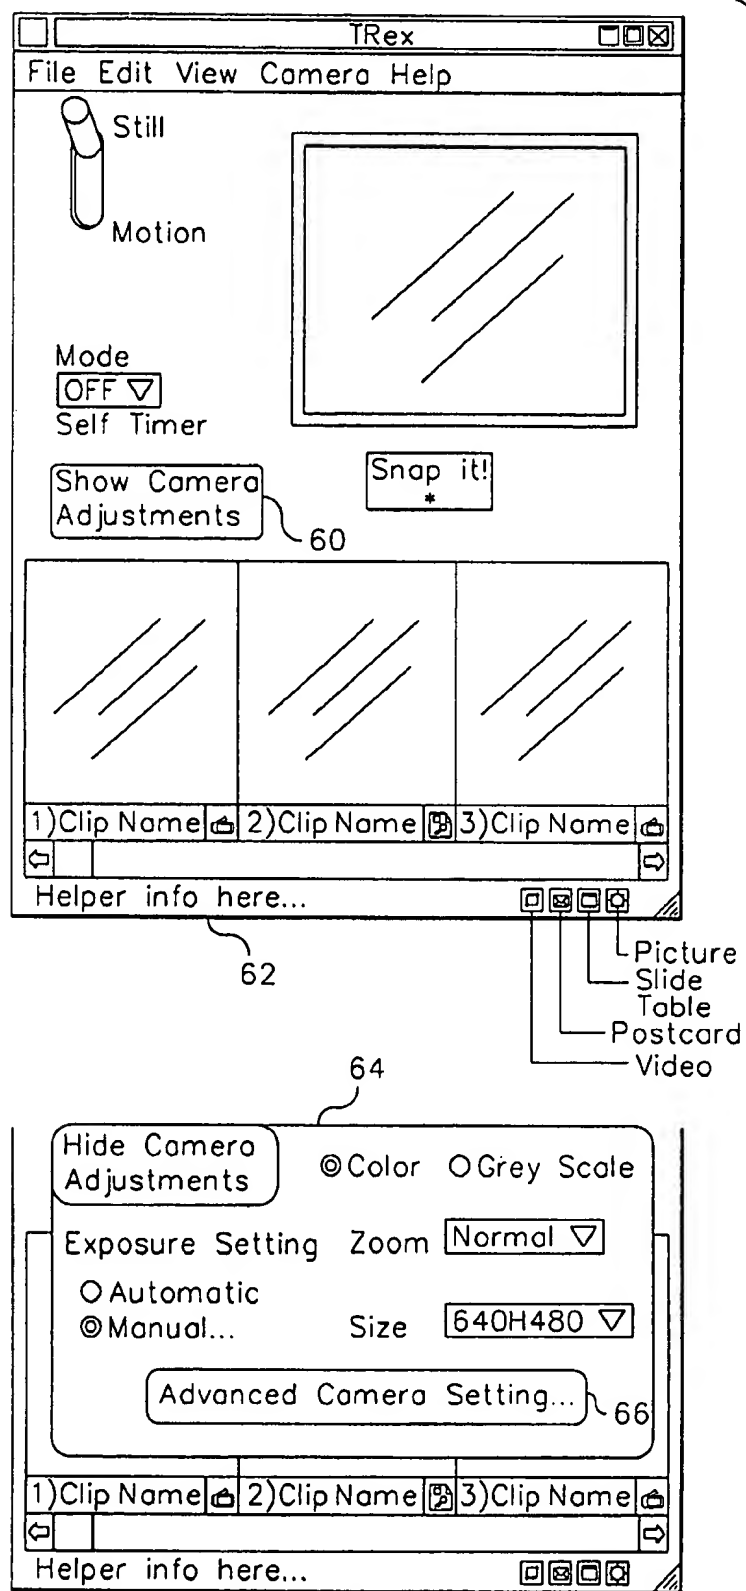 TRex
File Edit View Camera Help
Still
Motion
Mode
OFF
Self Timer
Show Camera
Adjustments
60
Snap it!
*
1)Clip Name 2)Clip Name 3)Clip Name
Helper info here...
62
Picture
Slide
Table
Postcard
Video
64
Hide Camera
Adjustments
Color Grey Scale
Exposure Setting Zoom Normal
Automatic
Manual... Size 640H480
Advanced Camera Setting...
66
1)Clip Name 2)Clip Name 3)Clip Name
Helper info here...